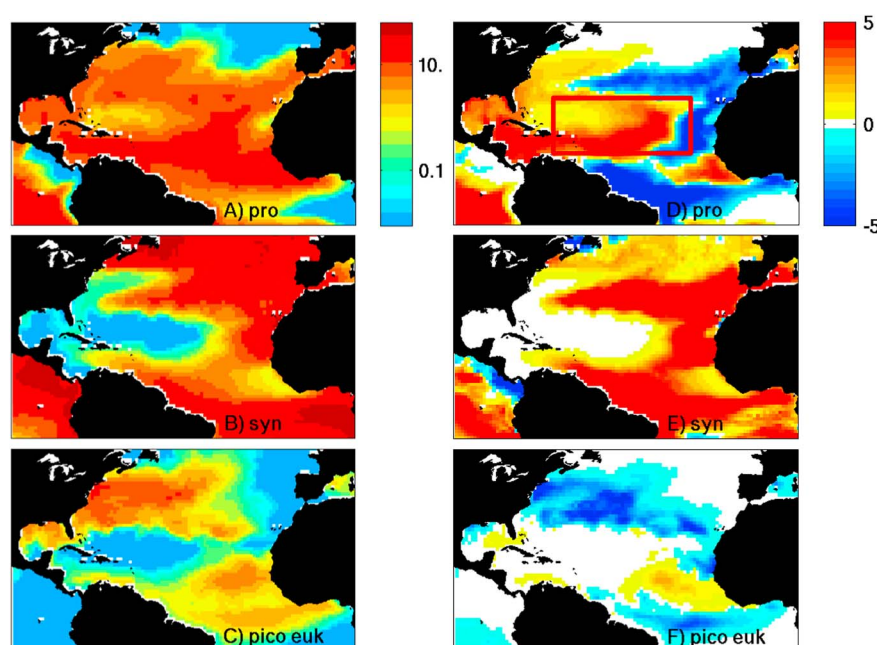 10.
0.1
A) pro
5
0
-5
D) pro
B) syn
E) syn
C) pico euk
F) pico euk